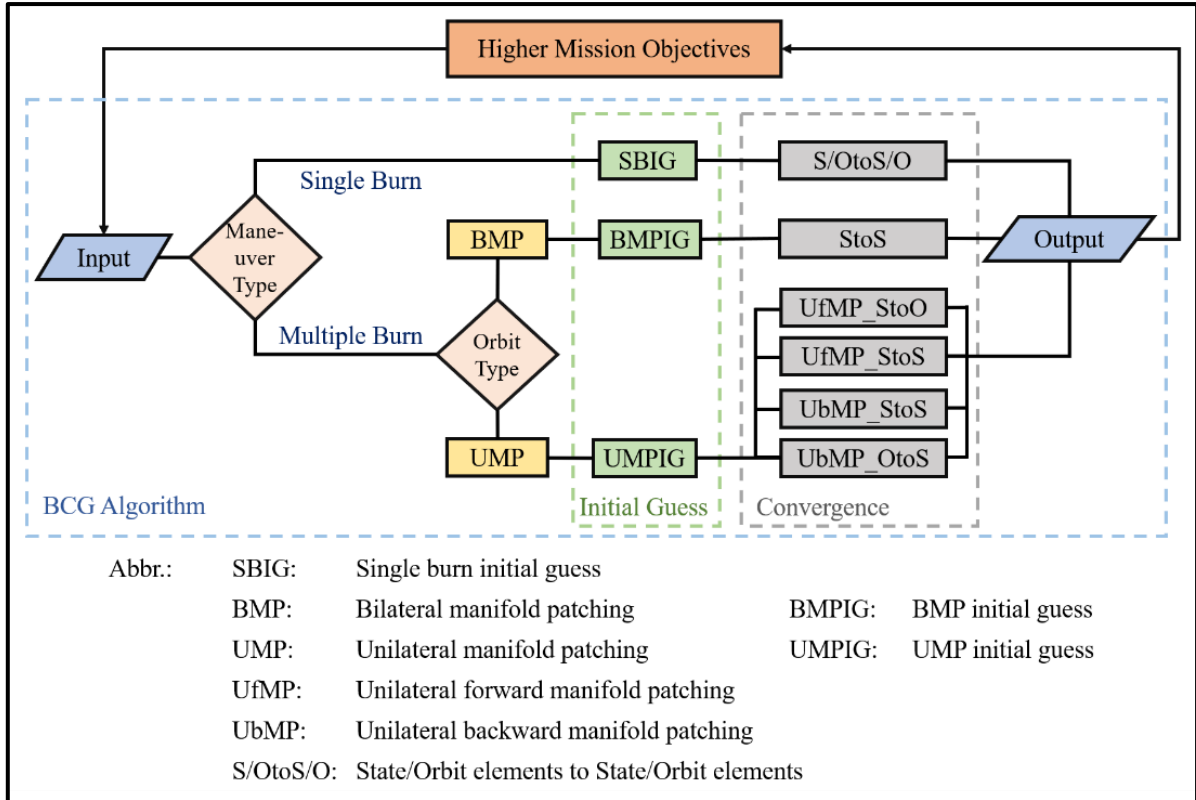 Higher Mission Objectives
SBIG
S/OtoS/O
Single Burn
Mane-
uver
Type
BMP
BMPIG
StoS
Input
Output
Multiple Burn
Orbit
Type
UfMP_StoO
UfMP_StoS
UbMP_StoS
UMP
UMPIG
UbMP_OtoS
BCG Algorithm
Initial Guess
Convergence
Abbr.: SBIG: Single burn initial guess
BMP: Bilateral manifold patching BMPIG: BMP initial guess
UMP: Unilateral manifold patching UMPIG: UMP initial guess
UfMP: Unilateral forward manifold patching
UbMP: Unilateral backward manifold patching
S/OtoS/O: State/Orbit elements to State/Orbit elements